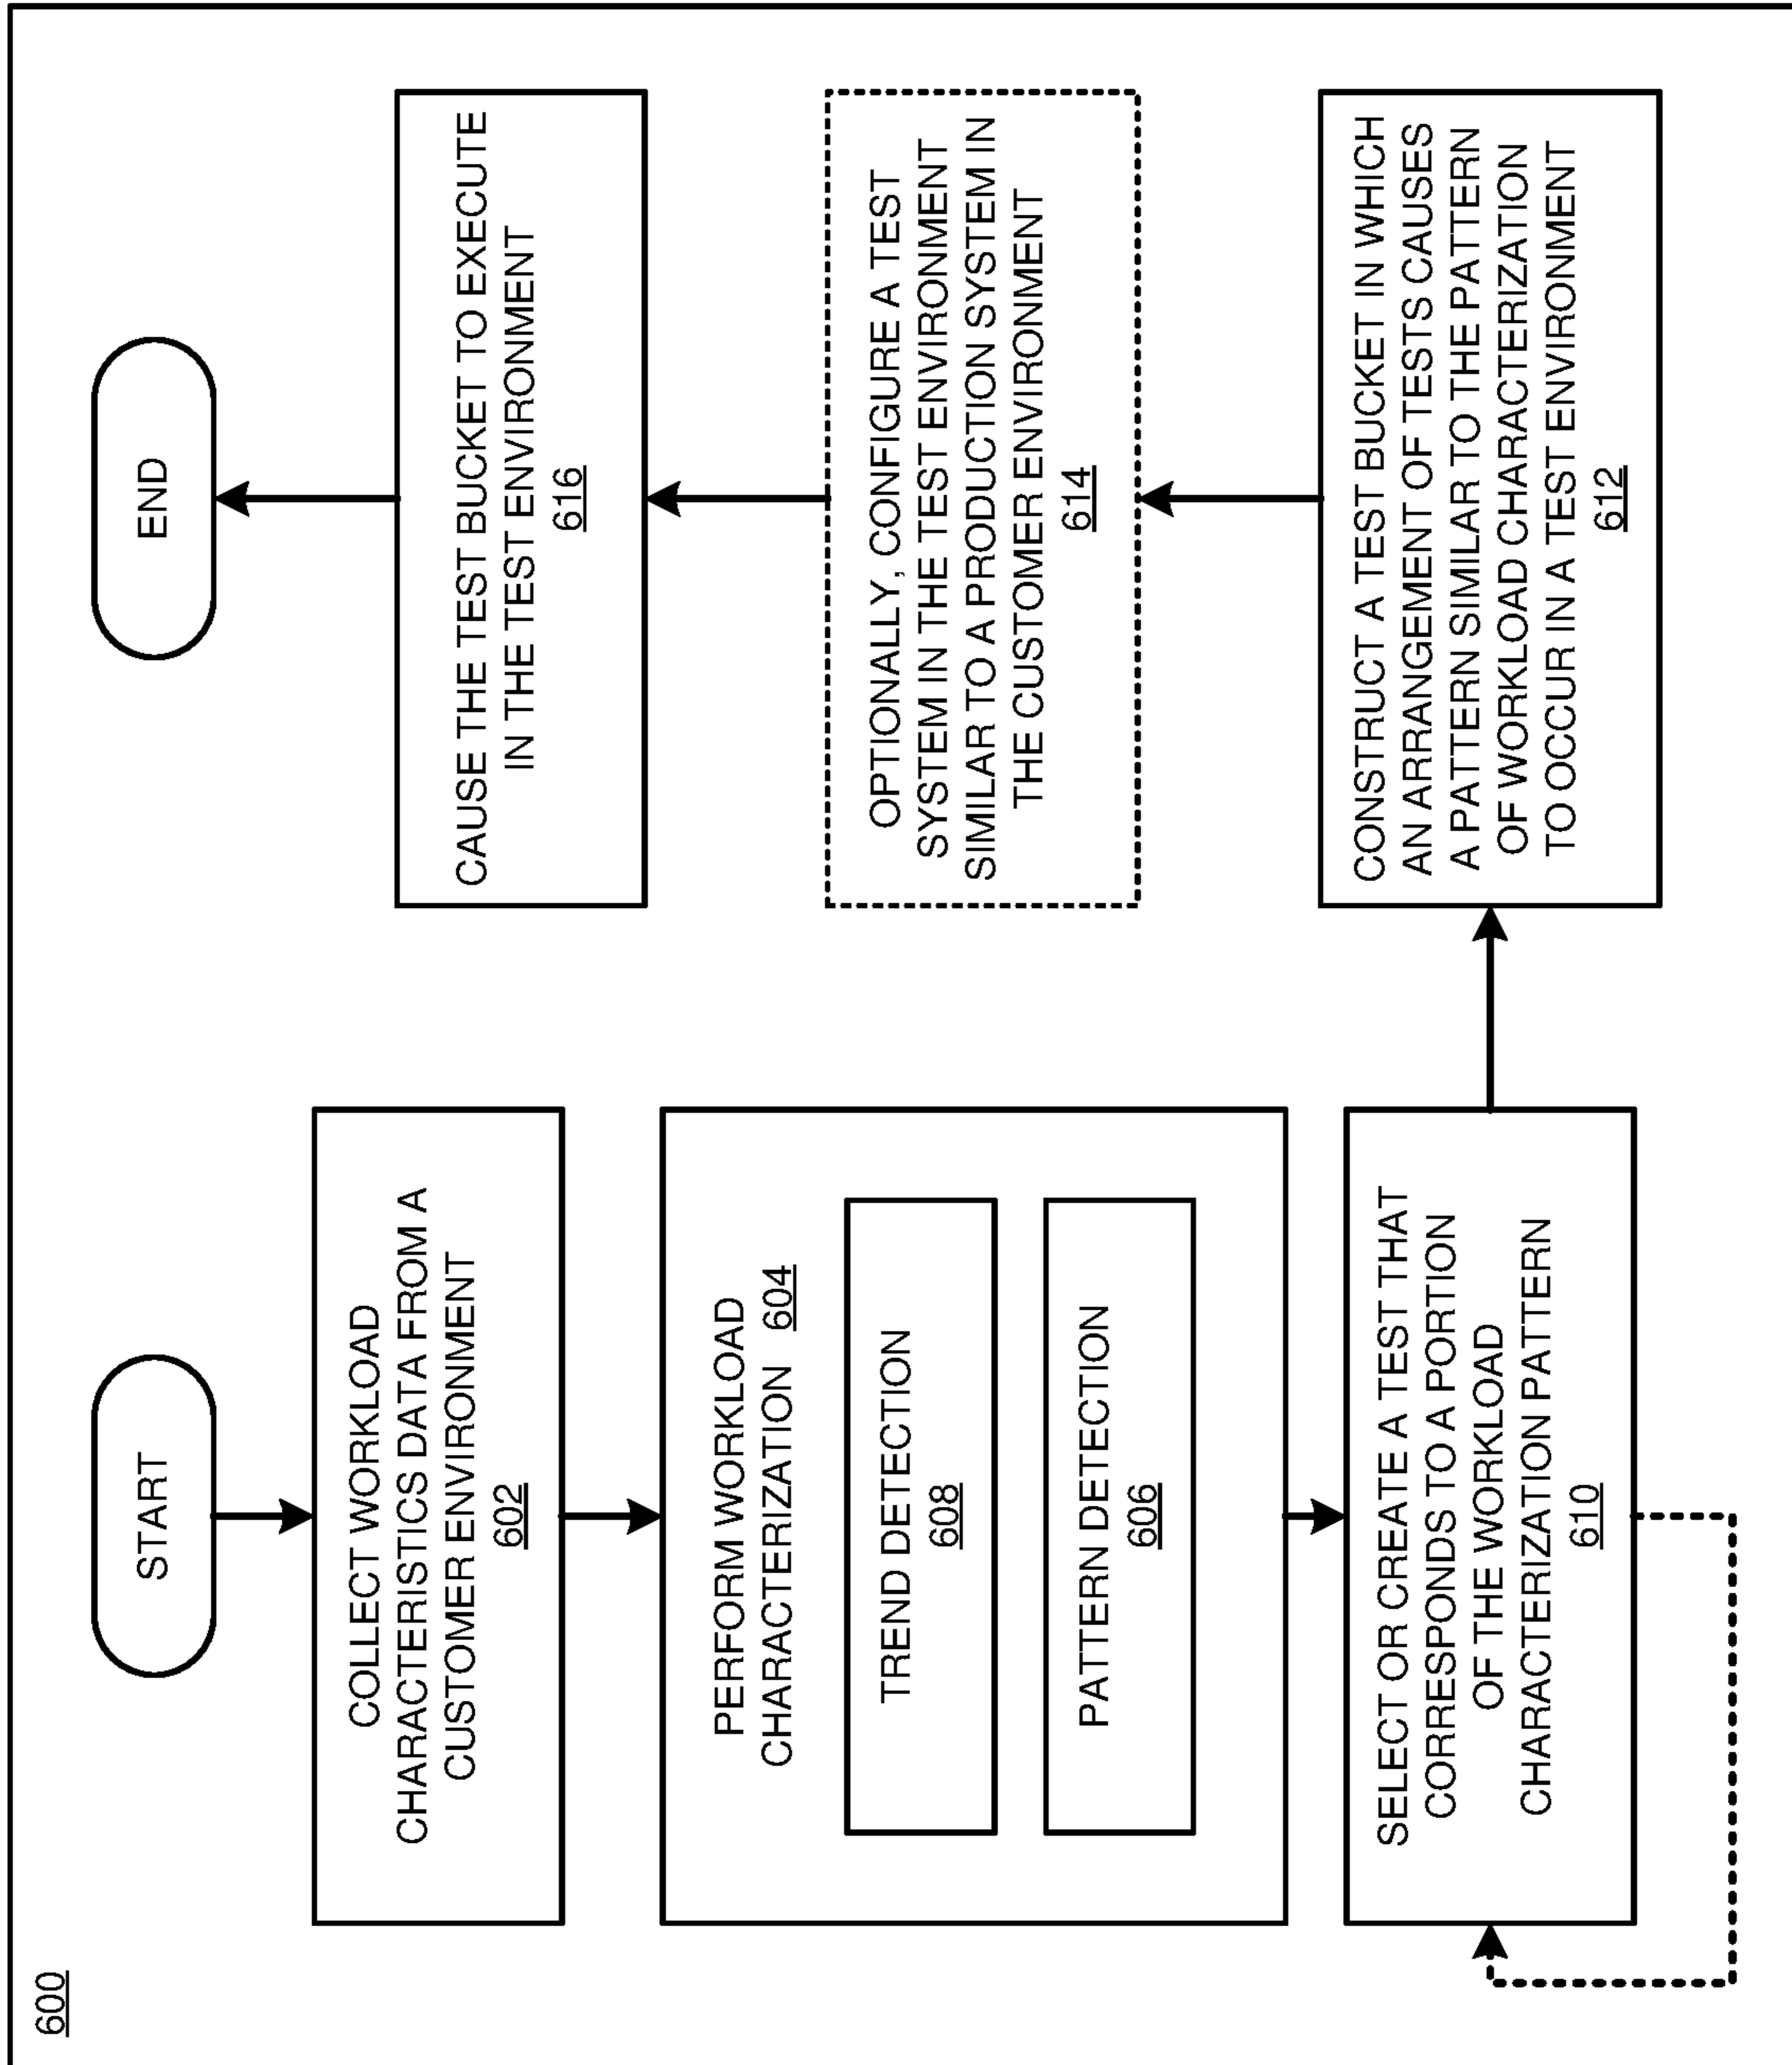 600
START
COLLECT WORKLOAD
CHARACTERISTICS DATA FROM A
CUSTOMER ENVIRONMENT
602
PERFORM WORKLOAD
CHARACTERIZATION 604
TREND DETECTION
608
PATTERN DETECTION
606
SELECT OR CREATE A TEST THAT
CORRESPONDS TO A PORTION
OF THE WORKLOAD
CHARACTERIZATION PATTERN
610
CONSTRUCT A TEST BUCKET IN WHICH
AN ARRANGEMENT OF TESTS CAUSES
A PATTERN SIMILAR TO THE PATTERN
OF WORKLOAD CHARACTERIZATION
TO OCCUR IN A TEST ENVIRONMENT
612
OPTIONALLY, CONFIGURE A TEST
SYSTEM IN THE TEST ENVIRONMENT
SIMILAR TO A PRODUCTION SYSTEM IN
THE CUSTOMER ENVIRONMENT
614
CAUSE THE TEST BUCKET TO EXECUTE
IN THE TEST ENVIRONMENT
616
END